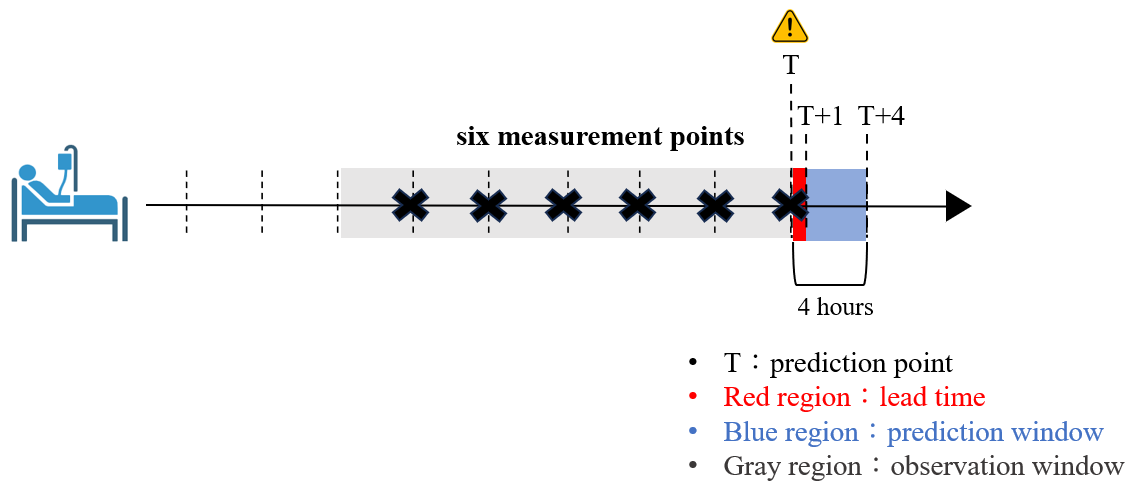 T
T+1 T+4
six measurement points
4 hours
• T：prediction point
• Red region：lead time
• Blue region：prediction window
• Gray region：observation window